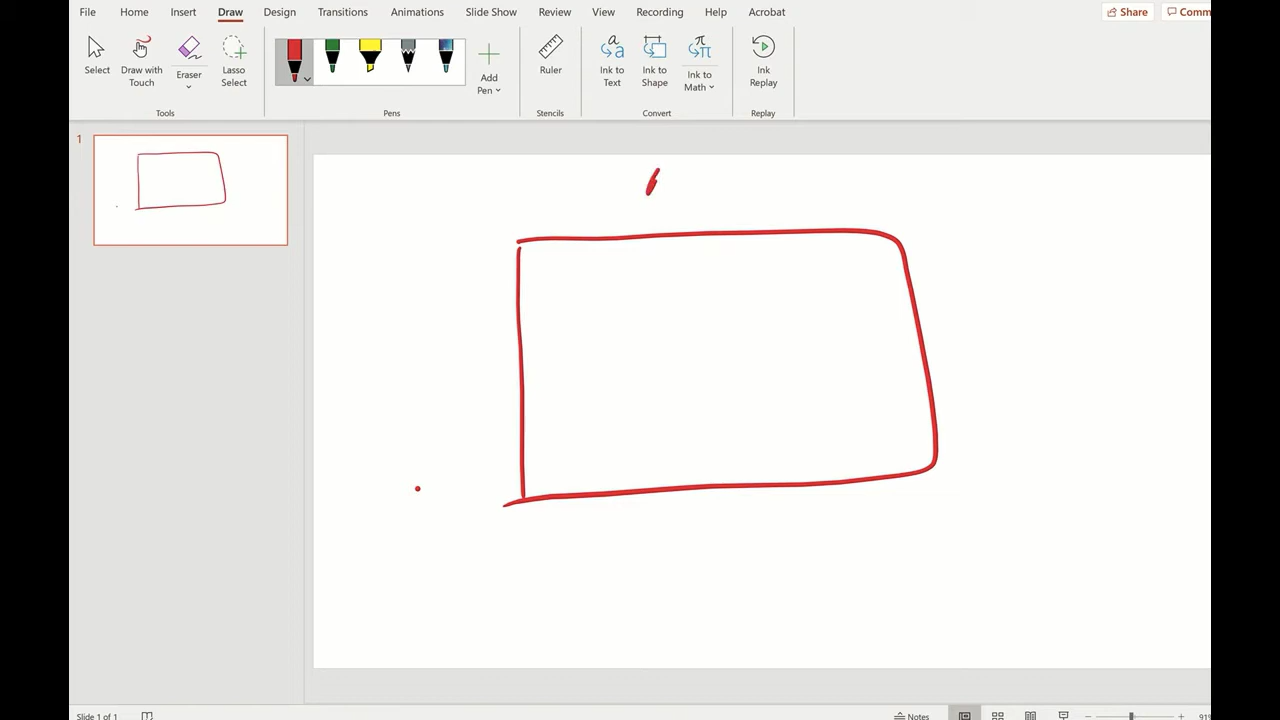 File Home Insert Draw Design Transitions Animations Slide Show Review View Recording Help Acrobat Share Comm
Select Draw with Touch Eraser Lasso Select Add Pen Ruler Ink to Text Ink to Shape Ink to Math Ink Replay
Tools Pens Stencils Convert Replay
1
Slide 1 of 1 Notes 91%